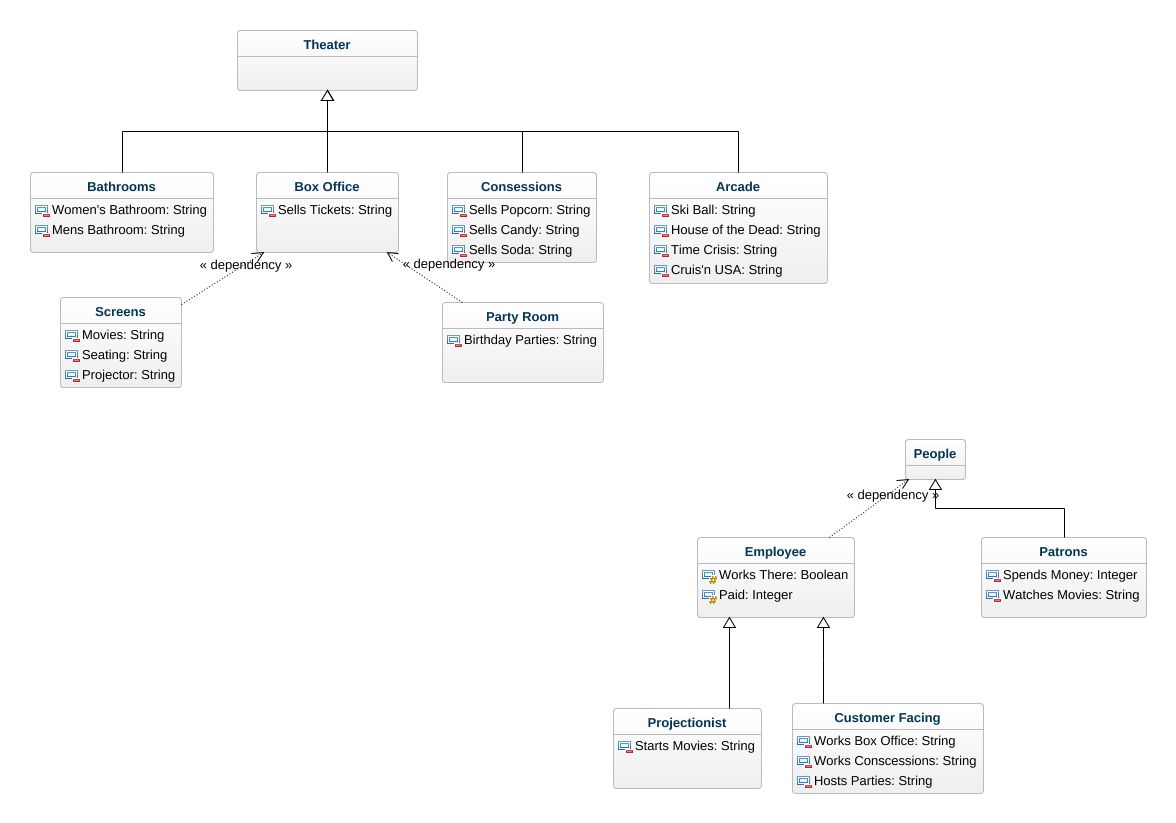 Theater
Bathrooms
Women's Bathroom: String
Mens Bathroom: String
Box Office
Sells Tickets: String
Consessions
Sells Popcorn: String
Sells Candy: String
Sells Soda: String
Arcade
Ski Ball: String
House of the Dead: String
Time Crisis: String
Cruis'n USA: String
« dependency »
« dependency »
Screens
Movies: String
Seating: String
Projector: String
Party Room
Birthday Parties: String
People
« dependency »
Employee
Works There: Boolean
Paid: Integer
Patrons
Spends Money: Integer
Watches Movies: String
Projectionist
Starts Movies: String
Customer Facing
Works Box Office: String
Works Conscessions: String
Hosts Parties: String